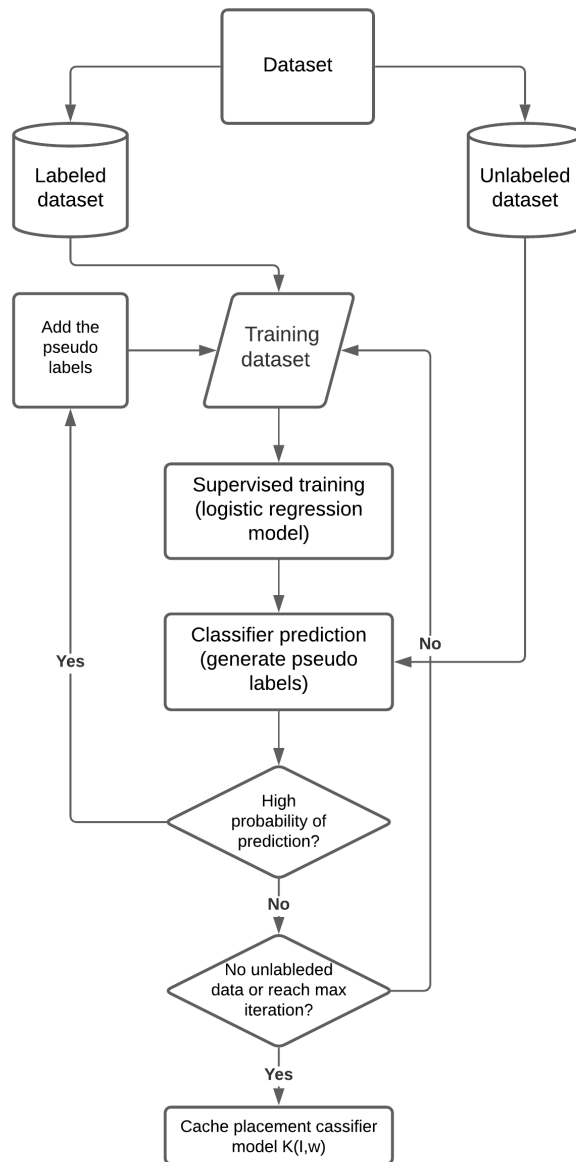 Dataset
Labeled
dataset
Unlabeled
dataset
Add the
pseudo
labels
Training
dataset
Supervised training
(logistic regression
model)
Classifier prediction
(generate pseudo
labels)
No
Yes
High
probability of
prediction?
No
No unlableded
data or reach max
iteration?
Yes
Cache placement cassifier
model K(I,w)